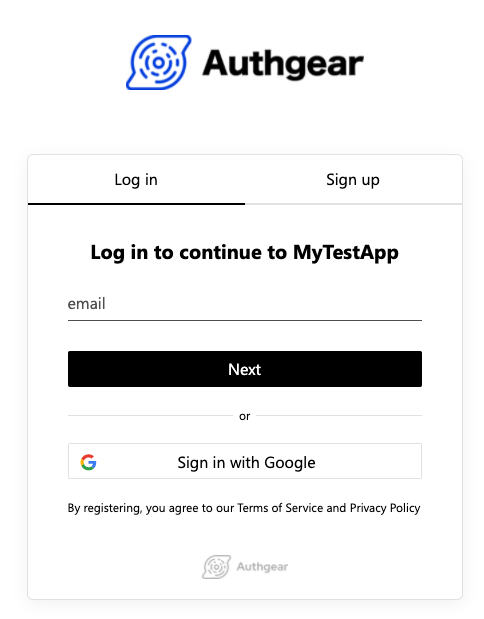 Authgear
Log in
Sign up
Log in to continue to MyTestApp
email
Next
or
Sign in with Google
By registering, you agree to our Terms of Service and Privacy Policy
Authgear